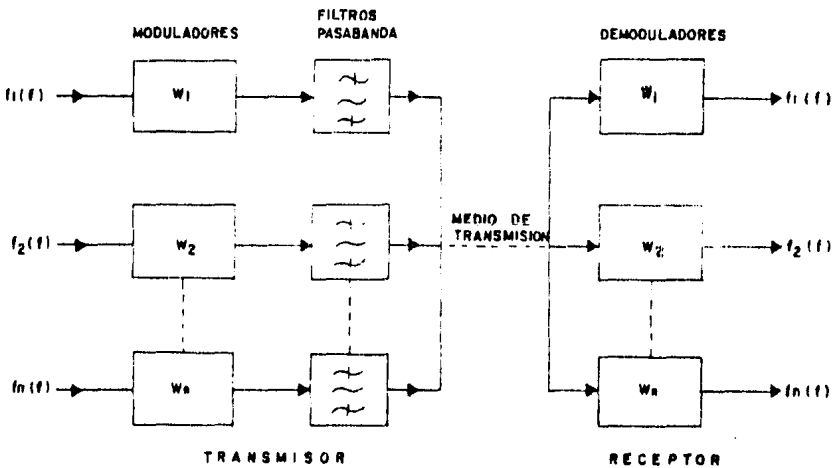 FILTROS
PASABANDA
MODULADORES
DEMODULADORES
f1(f)
W1
W1
f1(f)
MEDIO DE
TRANSMISION
f2(f)
W2
W2
f2(f)
fn(f)
Wn
Wn
fn(f)
TRANSMISOR
RECEPTOR